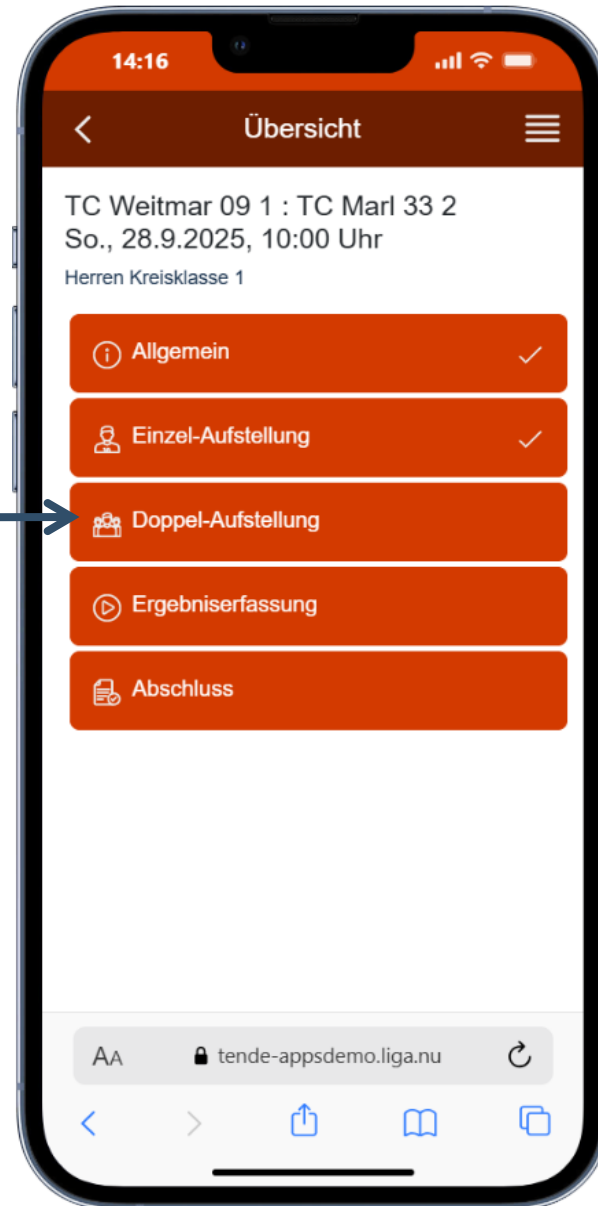 14:16
Übersicht
TC Weitmar 09 1 : TC Marl 33 2
So., 28.9.2025, 10:00 Uhr
Herren Kreisklasse 1
Allgemein
Einzel-Aufstellung
Doppel-Aufstellung
Ergebniserfassung
Abschluss
AA tende-appsdemo.liga.nu